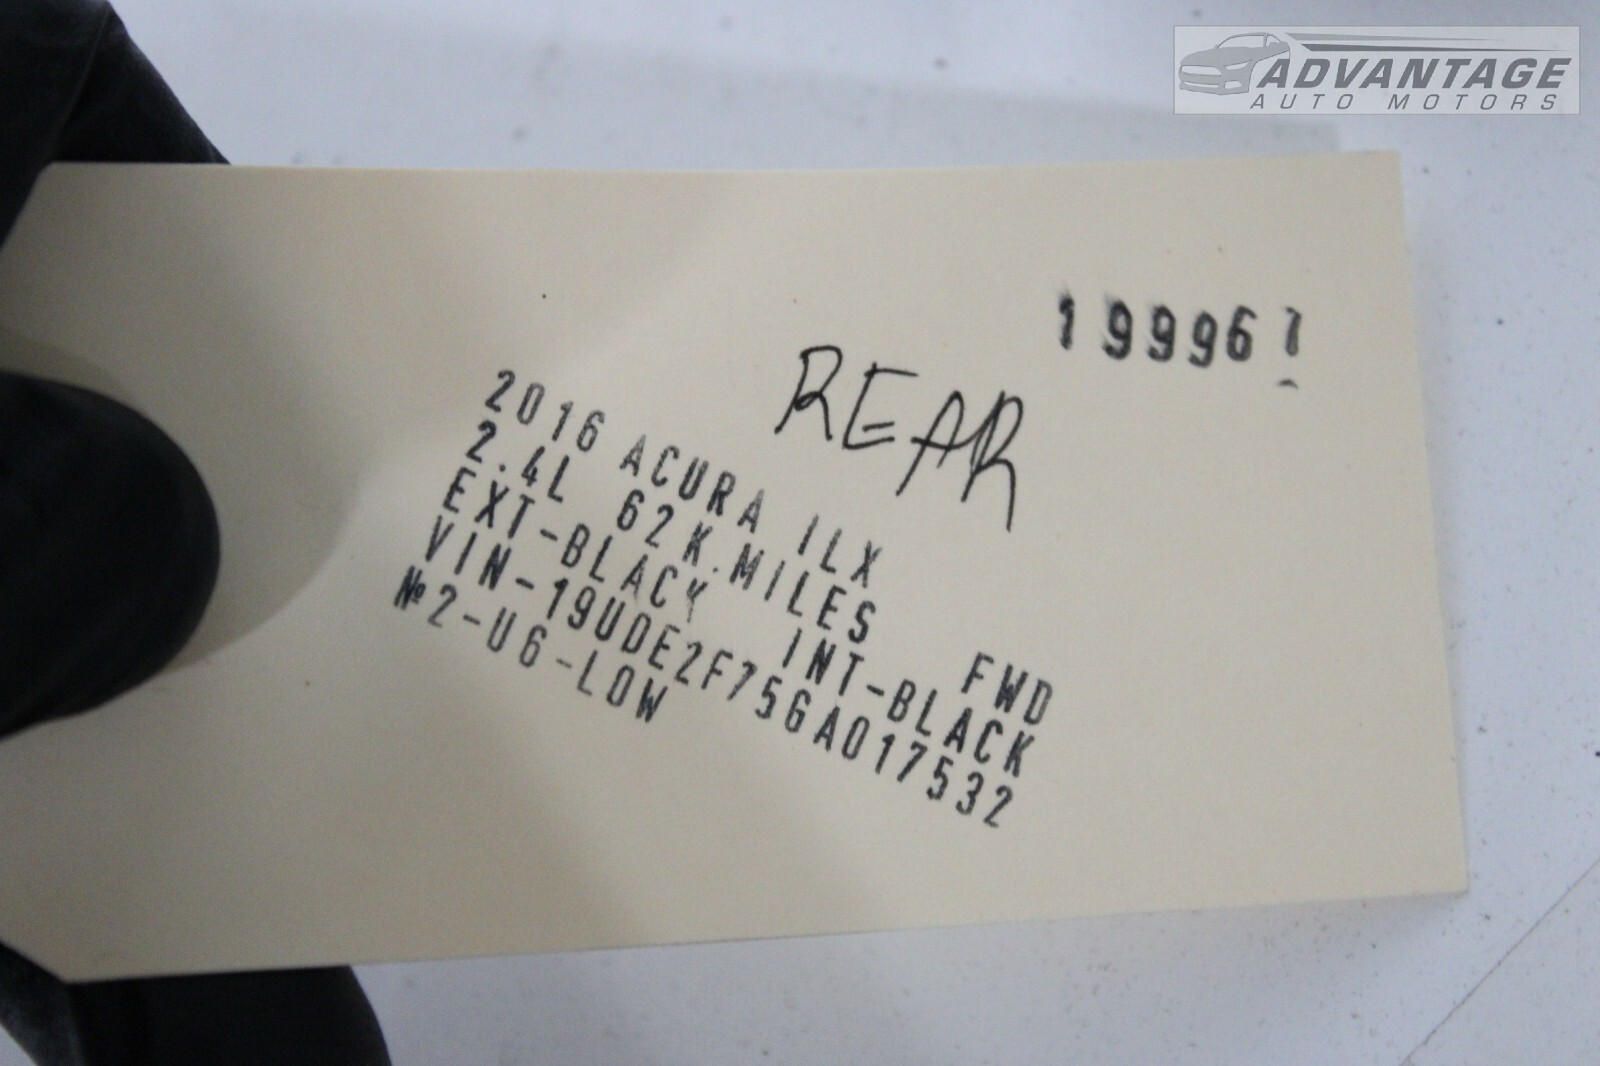 ADVANTAGE
AUTO MOTORS
199961
REAR
2016 ACURA ILX
2.4L 62K.MILES FWD
EXT-BLACK INT-BLACK
VIN-19UDE2F75GA017532
№2-U6-LOW